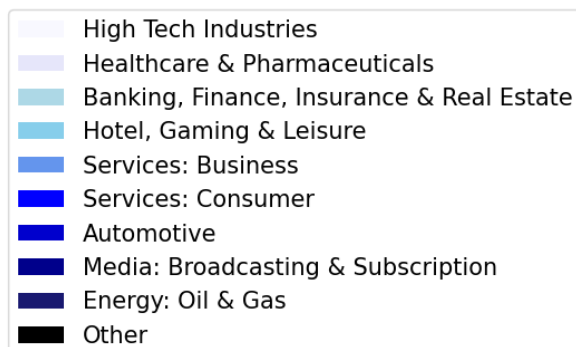 High Tech Industries
Healthcare & Pharmaceuticals
Banking, Finance, Insurance & Real Estate
Hotel, Gaming & Leisure
Services: Business
Services: Consumer
Automotive
Media: Broadcasting & Subscription
Energy: Oil & Gas
Other